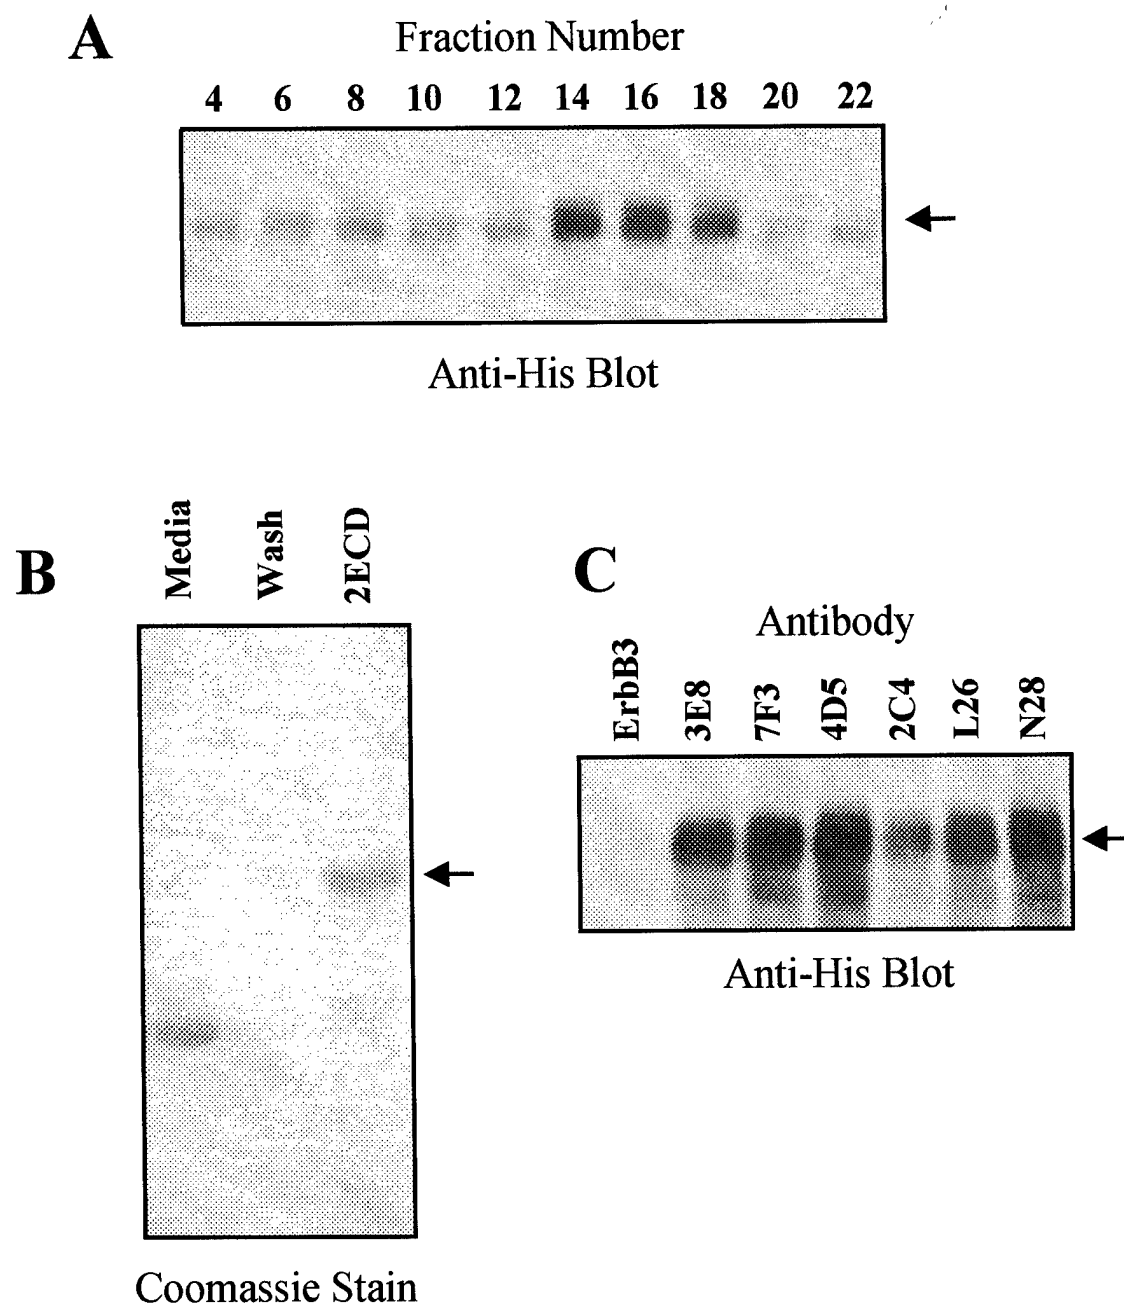 A
Fraction Number
4 6 8 10 12 14 16 18 20 22
Anti-His Blot
B
Media Wash 2ECD
Coomassie Stain
C
Antibody
ErbB3 3E8 7F3 4D5 2C4 L26 N28
Anti-His Blot